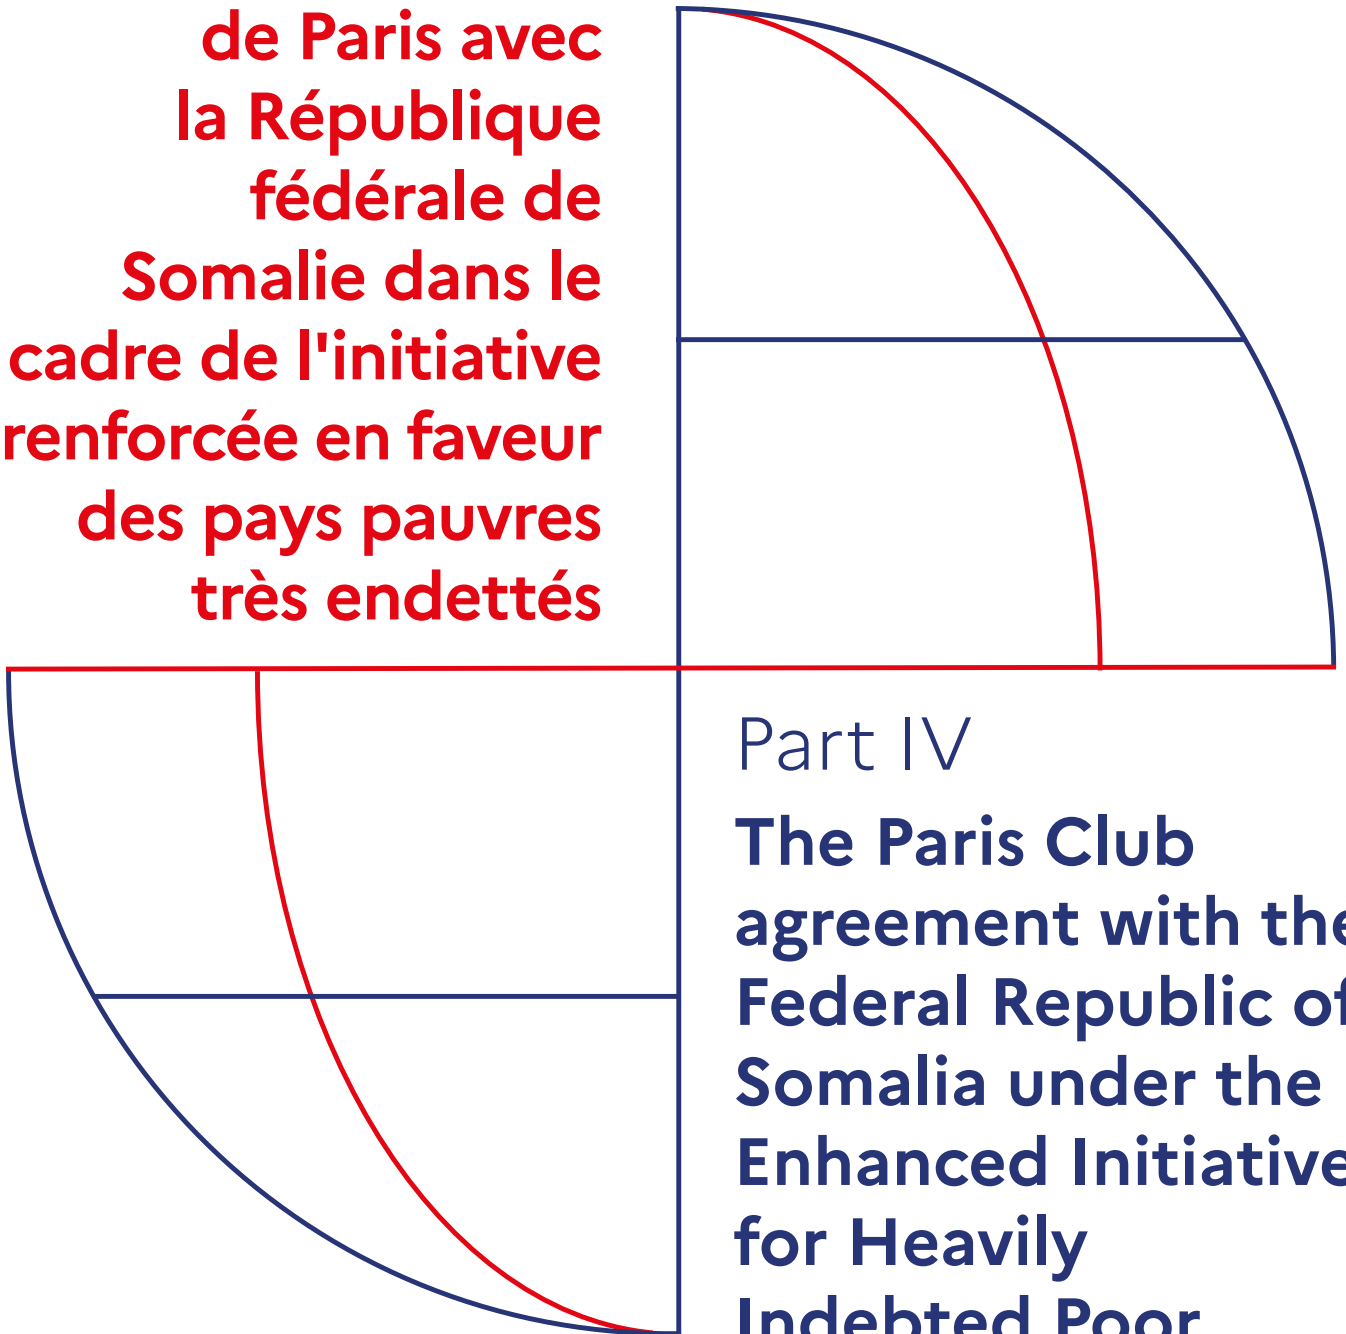 de Paris avec
la République
fédérale de
Somalie dans le
cadre de l'initiative
renforcée en faveur
des pays pauvres
très endettés
Part IV
The Paris Club
agreement with the
Federal Republic of
Somalia under the
Enhanced Initiative
for Heavily
Indebted Poor